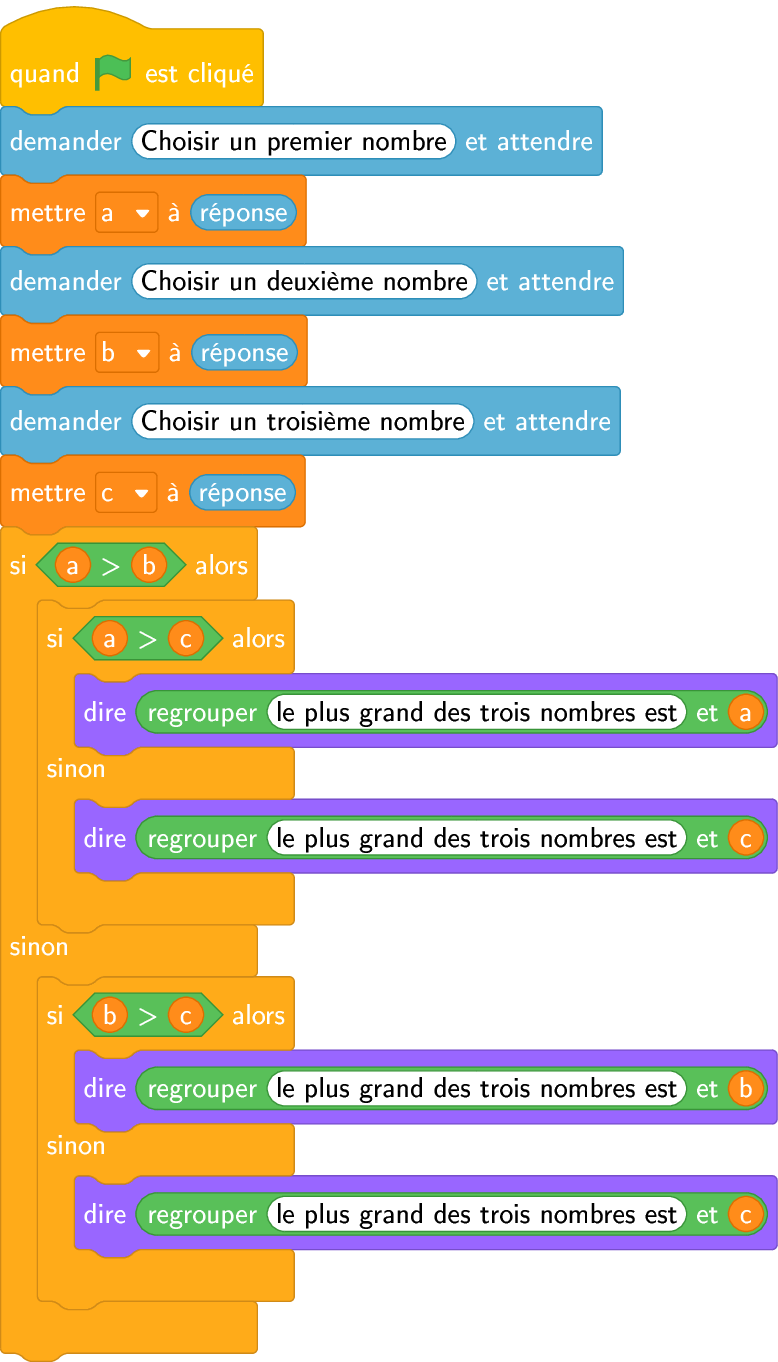 quand est cliqué
demander Choisir un premier nombre et attendre
mettre a à réponse
demander Choisir un deuxième nombre et attendre
mettre b à réponse
demander Choisir un troisième nombre et attendre
mettre c à réponse
si a > b alors
si a > c alors
dire regrouper le plus grand des trois nombres est et a
sinon
dire regrouper le plus grand des trois nombres est et c
sinon
si b > c alors
dire regrouper le plus grand des trois nombres est et b
sinon
dire regrouper le plus grand des trois nombres est et c